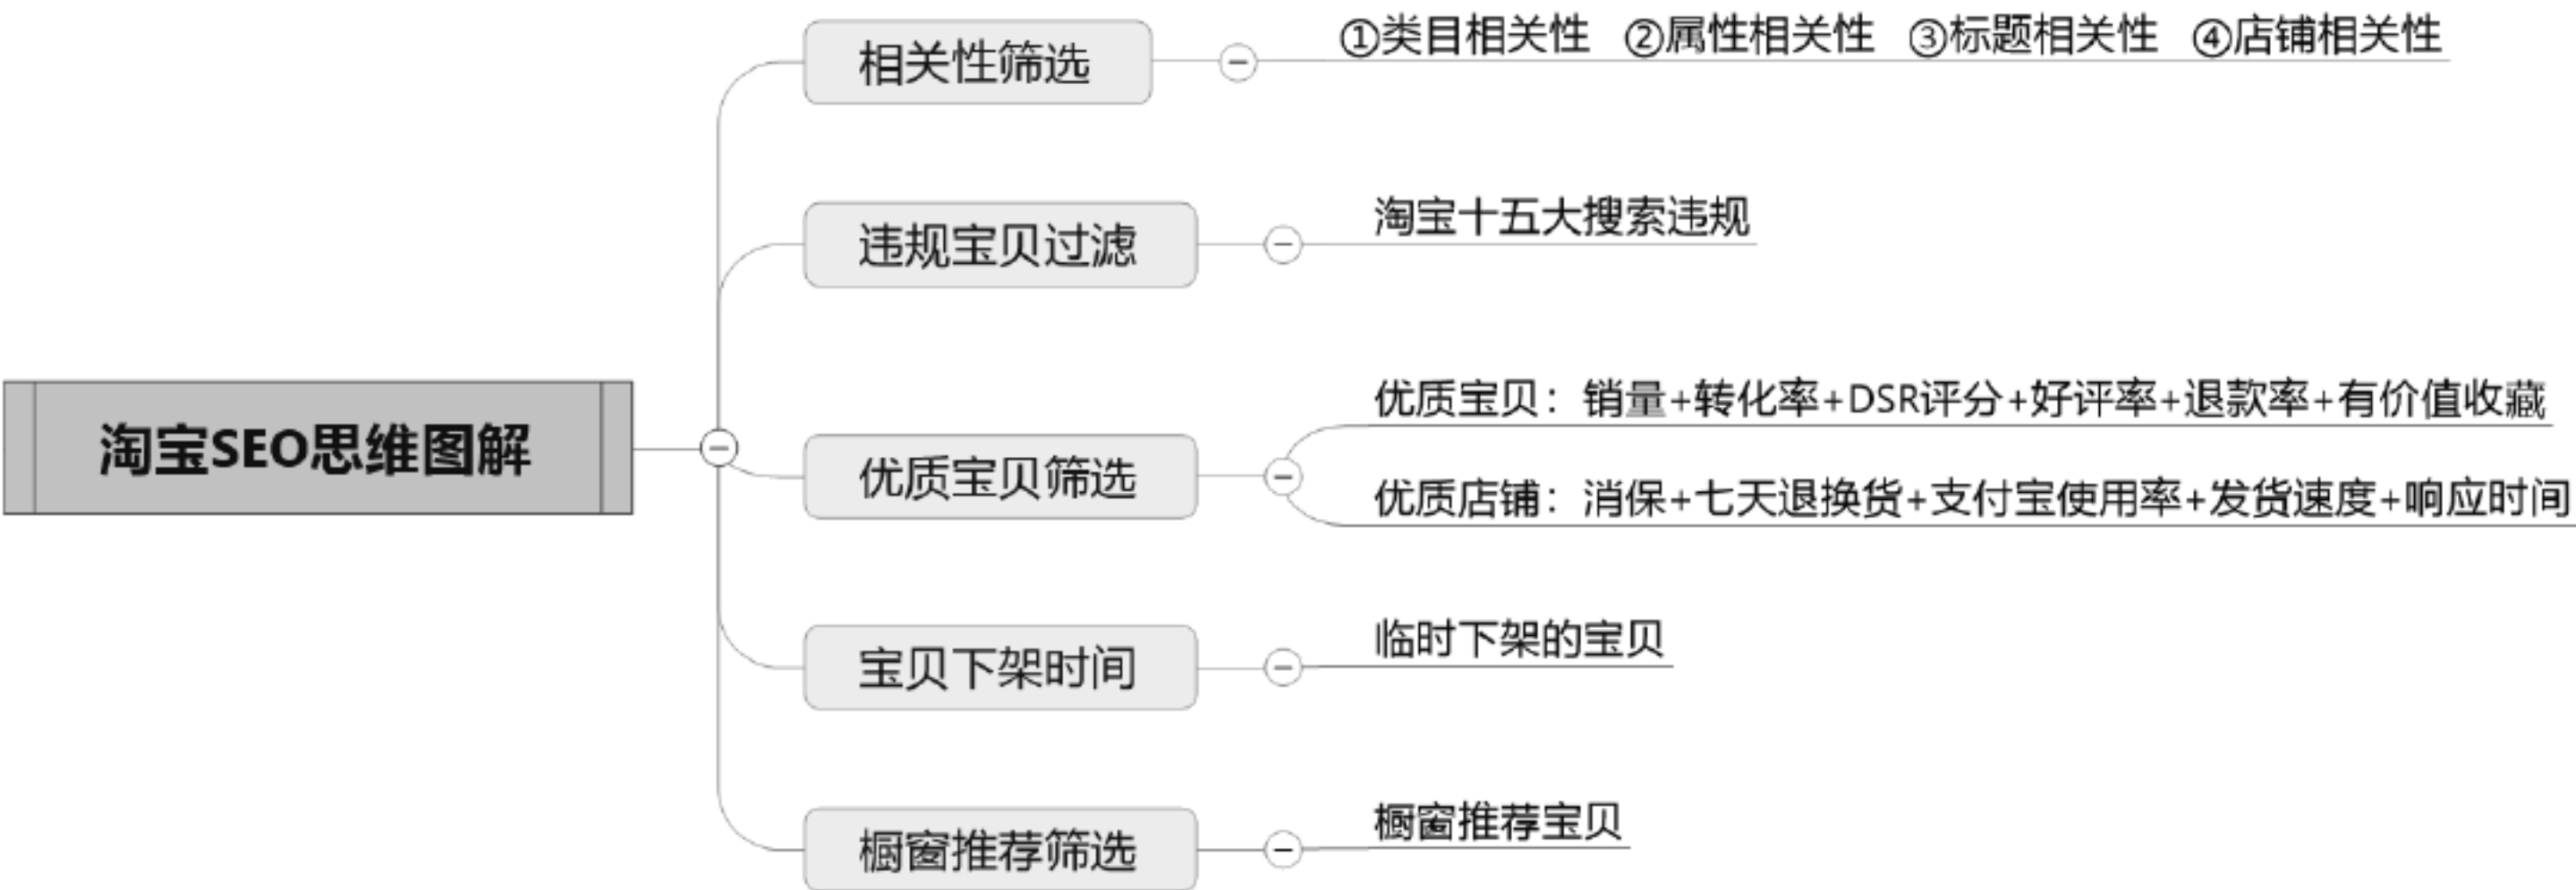 淘宝SEO思维图解
相关性筛选
①类目相关性 ②属性相关性 ③标题相关性 ④店铺相关性
违规宝贝过滤
淘宝十五大搜索违规
优质宝贝筛选
优质宝贝：销量+转化率+DSR评分+好评率+退款率+有价值收藏
优质店铺：消保+七天退换货+支付宝使用率+发货速度+响应时间
宝贝下架时间
临时下架的宝贝
橱窗推荐筛选
橱窗推荐宝贝